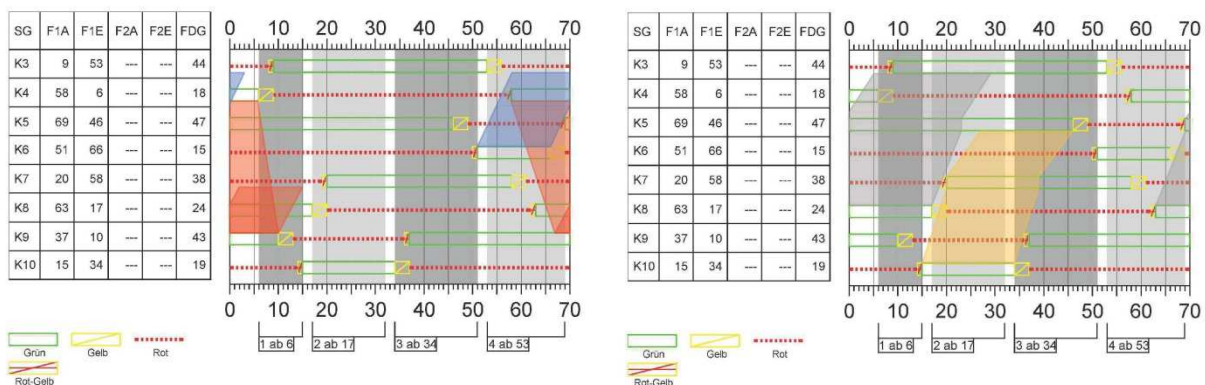 0 10 20 30 40 50 60 70
SG F1A F1E F2A F2E FDG
K3 9 53 --- --- 44
K4 58 6 --- --- 18
K5 69 46 --- --- 47
K6 51 66 --- --- 15
K7 20 58 --- --- 38
K8 63 17 --- --- 24
K9 37 10 --- --- 43
K10 15 34 --- --- 19
0 10 20 30 40 50 60 70
1 ab 6 2 ab 17 3 ab 34 4 ab 53
Grün Gelb Rot
Rot-Gelb
0 10 20 30 40 50 60 70
SG F1A F1E F2A F2E FDG
K3 9 53 --- --- 44
K4 58 6 --- --- 18
K5 69 46 --- --- 47
K6 51 66 --- --- 15
K7 20 58 --- --- 38
K8 63 17 --- --- 24
K9 37 10 --- --- 43
K10 15 34 --- --- 19
0 10 20 30 40 50 60 70
1 ab 6 2 ab 17 3 ab 34 4 ab 53
Grün Gelb Rot
Rot-Gelb